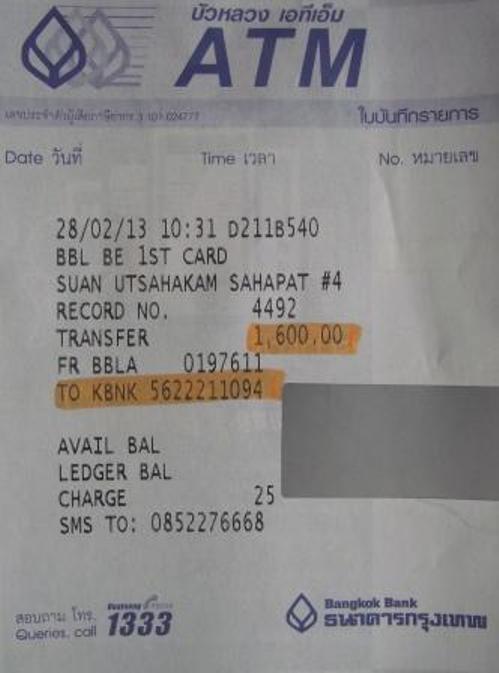 บัวหลวง เอทีเอ็ม
ATM
ใบบันทึกรายการ
Date วันที่ Time เวลา No. หมายเลข
28/02/13 10:31 D211B540
BBL BE 1ST CARD
SUAN UTSAHAKAM SAHAPAT #4
RECORD NO. 4492
TRANSFER 1,600.00
FR BBLA 0197611
TO KBNK 5622211094
AVAIL BAL
LEDGER BAL
CHARGE 25
SMS TO: 0852276668
สอบถาม โทร.
Queries, call 1333
Bangkok Bank
ธนาคารกรุงเทพ